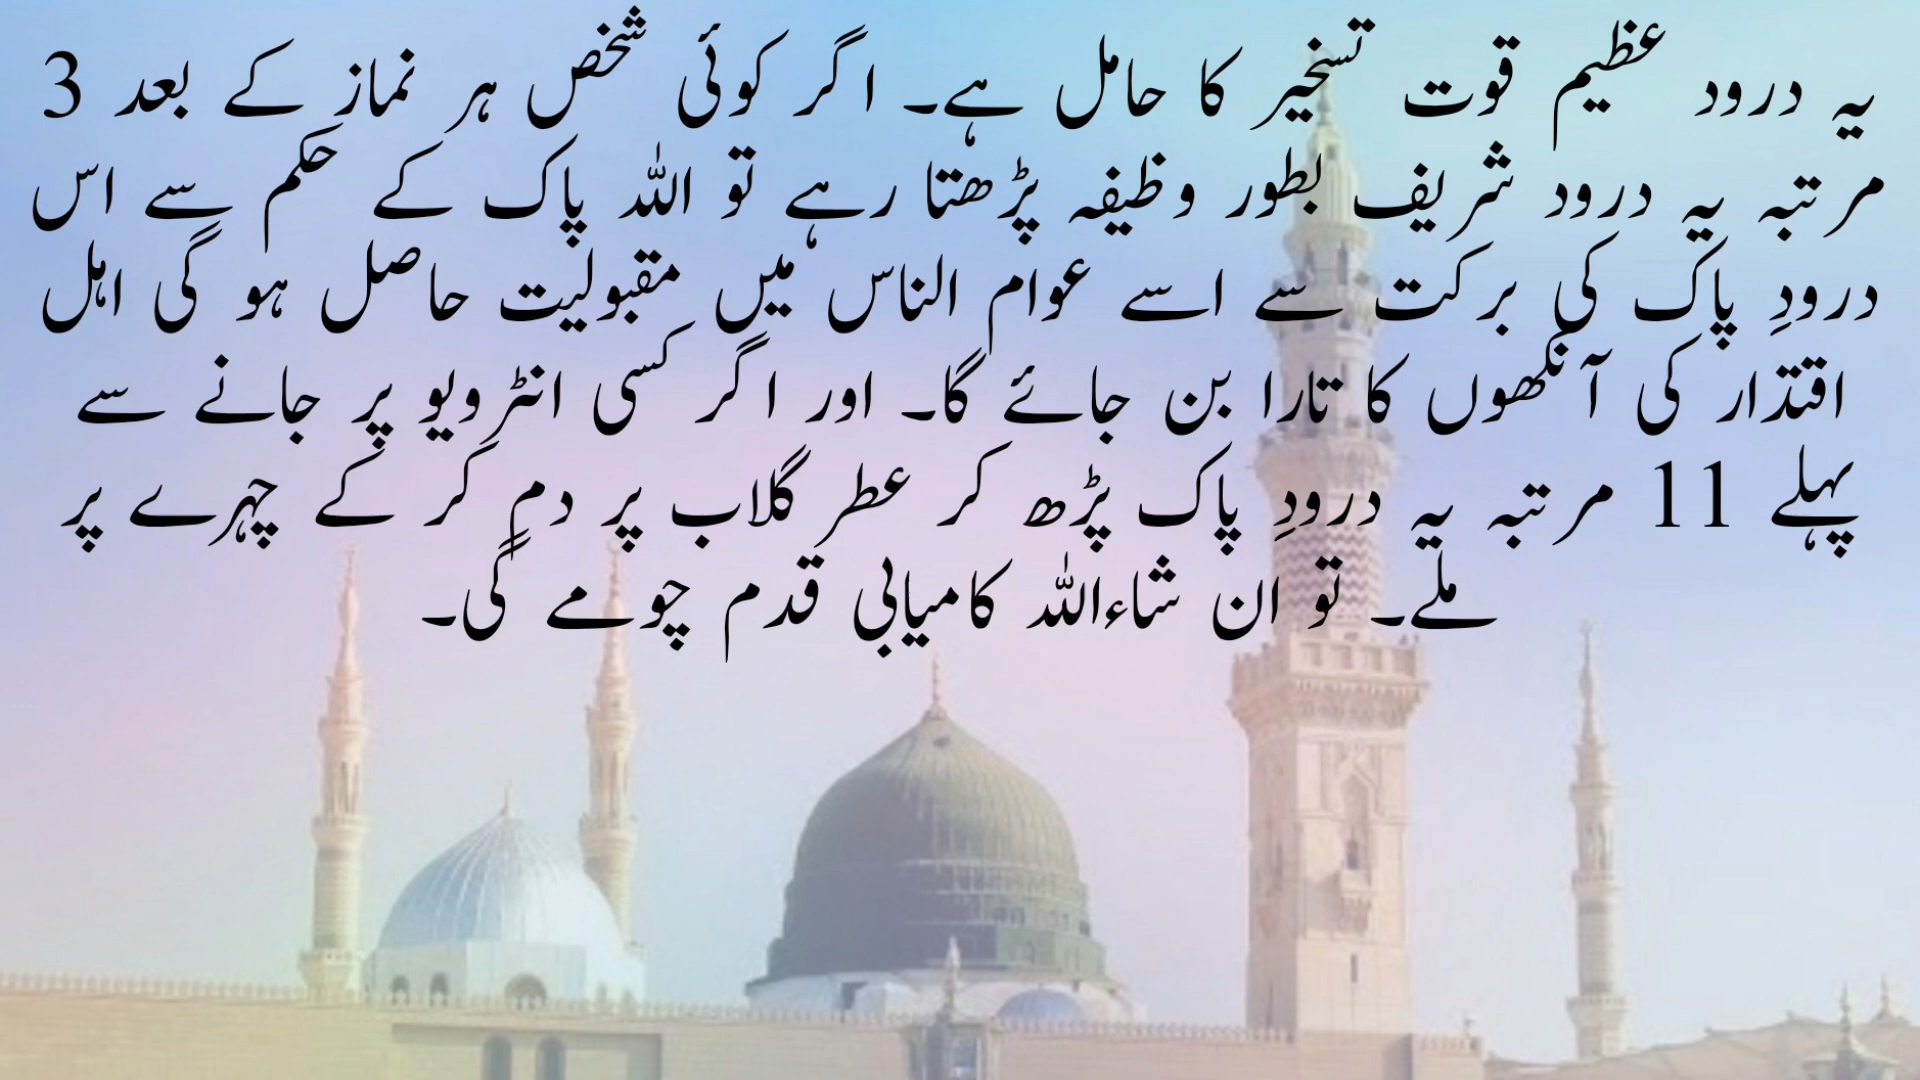 یہ درود عظیم قوت تسخیر کا حامل ہے۔ اگر کوئی شخص ہر نماز کے بعد 3
مرتبہ یہ درود شریف بطور وظیفہ پڑھتا رہے تو اللہ پاک کے حکم سے اس
درودِ پاک کی برکت سے اسے عوام الناس میں مقبولیت حاصل ہو گی اہل
اقتدار کی آنکھوں کا تارا بن جائے گا۔ اور اگر کسی انٹرویو پر جانے سے
پہلے 11 مرتبہ یہ درودِ پاک پڑھ کر عطر گلاب پر دم کر کے چہرے پر
ملے۔ تو ان شاءاللہ کامیابی قدم چومے گی۔